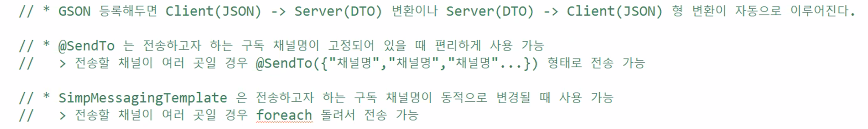 // * GSON 등록해두면 Client(JSON) -> Server(DTO) 변환이나 Server(DTO) -> Client(JSON) 형 변환이 자동으로 이루어진다.
// * @SendTo 는 전송하고자 하는 구독 채널명이 고정되어 있을 때 편리하게 사용 가능
//   > 전송할 채널이 여러 곳일 경우 @SendTo({"채널명","채널명","채널명"...}) 형태로 전송 가능
// * SimpMessagingTemplate 은 전송하고자 하는 구독 채널명이 동적으로 변경될 때 사용 가능
//   > 전송할 채널이 여러 곳일 경우 foreach 돌려서 전송 가능